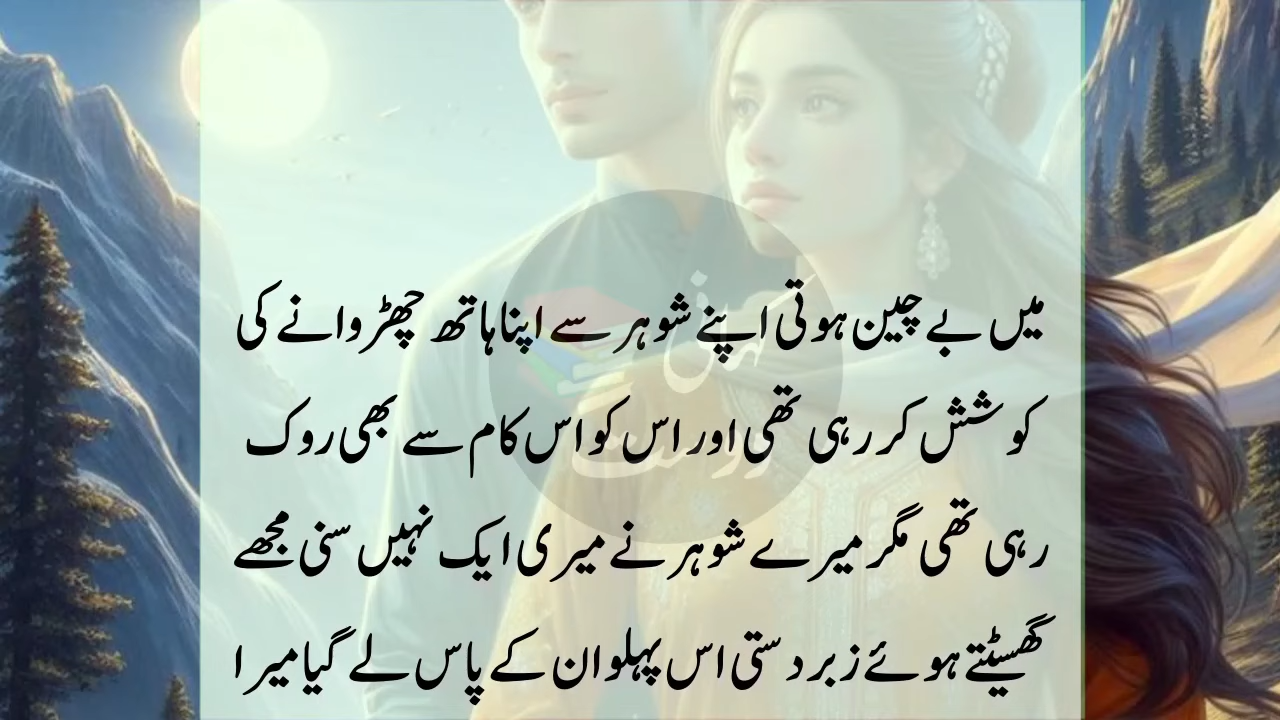 میں بے چین ہوتی اپنے شوہر سے اپنا ہاتھ چھڑوانے کی
کوشش کر رہی تھی اور اس کو اس کام سے بھی روک
رہی تھی مگر میرے شوہر نے میری ایک نہیں سنی مجھے
گھسیٹتے ہوئے زبردستی اس پہلوان کے پاس لے گیا میرا